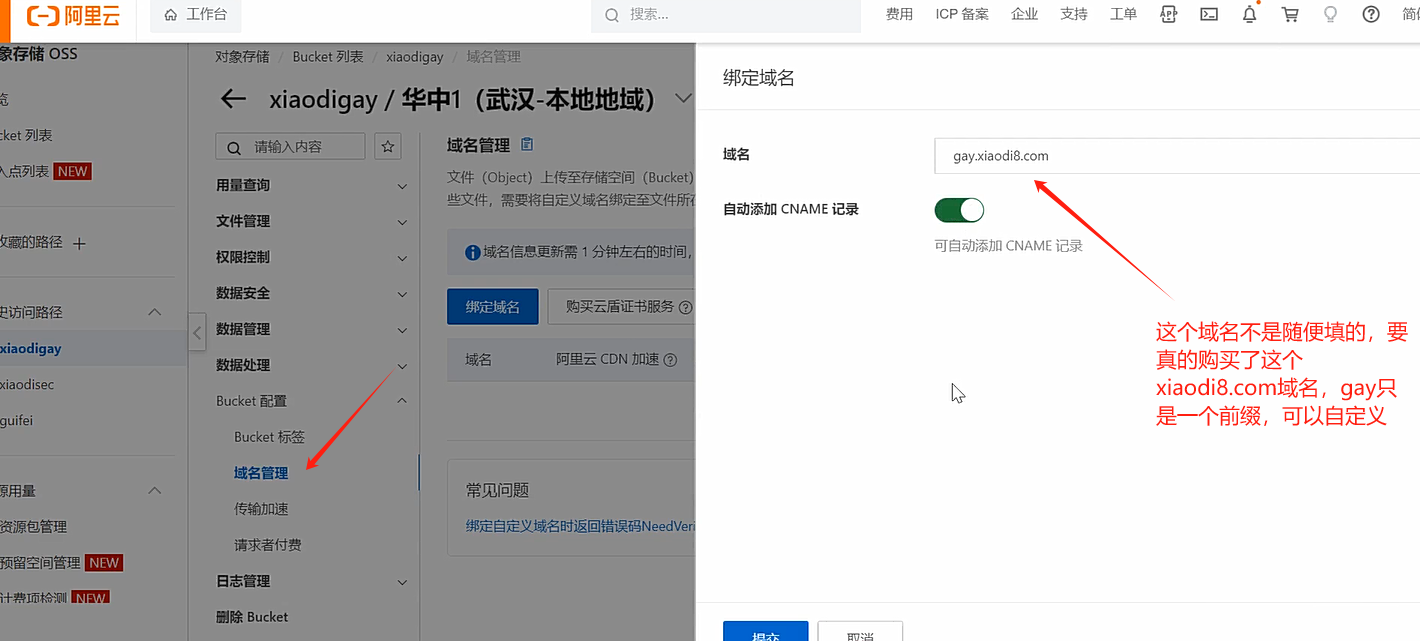 阿里云
工作台
搜索...
费用
ICP 备案
企业
支持
工单
象存储 OSS
览
cket 列表
入点列表 NEW
收藏的路径
史访问路径
xiaodigay
xiaodisec
guifei
源用量
资源包管理
预留空间管理 NEW
计费项检测 NEW
对象存储 / Bucket 列表 / xiaodigay / 域名管理
xiaodigay / 华中1（武汉-本地地域）
请输入内容
用量查询
文件管理
权限控制
数据安全
数据管理
数据处理
Bucket 配置
Bucket 标签
域名管理
传输加速
请求者付费
日志管理
删除 Bucket
域名管理
文件（Object）上传至存储空间（Bucket）
些文件，需要将自定义域名绑定至文件所在
域名信息更新需 1 分钟左右的时间，
绑定域名
购买云盾证书服务
域名
阿里云 CDN 加速
常见问题
绑定自定义域名时返回错误码NeedVeri
绑定域名
域名
gay.xiaodi8.com
自动添加 CNAME 记录
可自动添加 CNAME 记录
这个域名不是随便填的，要
真的购买了这个
xiaodi8.com域名，gay只
是一个前缀，可以自定义
提交
取消